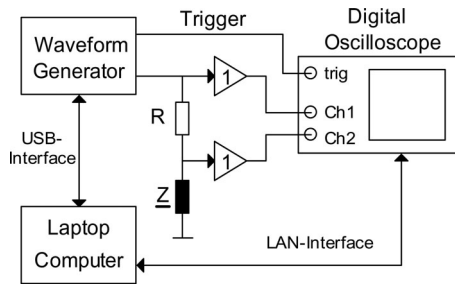 Trigger
Digital
Oscilloscope
Waveform
Generator
trig
1
Ch1
R
Ch2
USB-
Interface
1
Z
Laptop
Computer
LAN-Interface